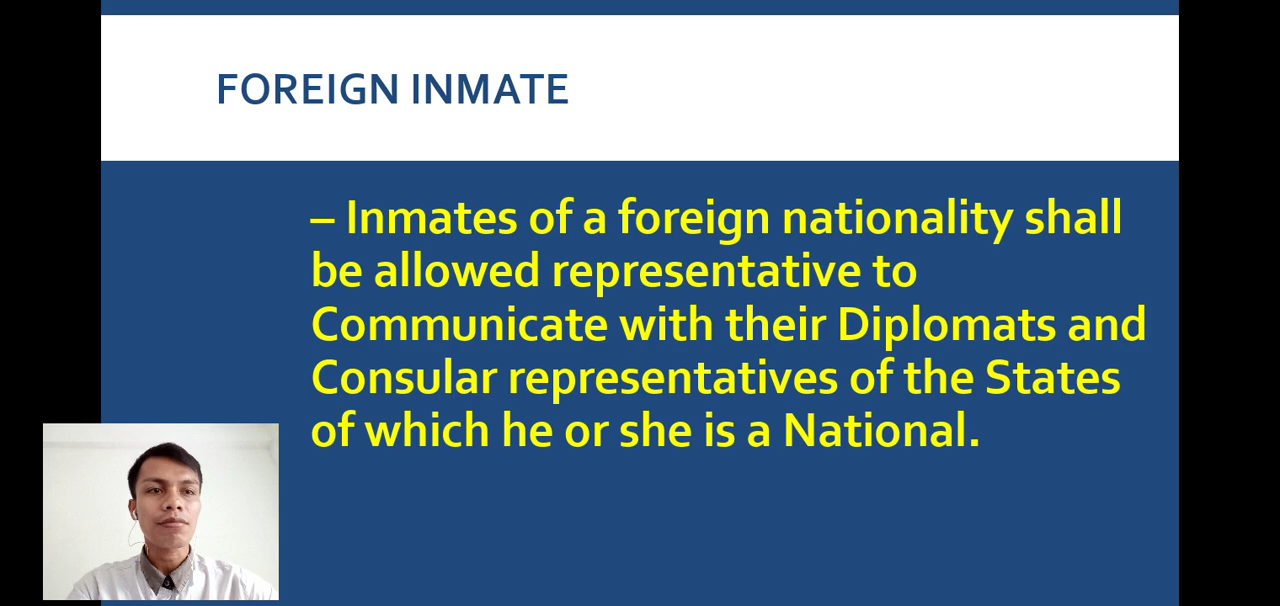 FOREIGN INMATE
– Inmates of a foreign nationality shall
be allowed representative to
Communicate with their Diplomats and
Consular representatives of the States
of which he or she is a National.